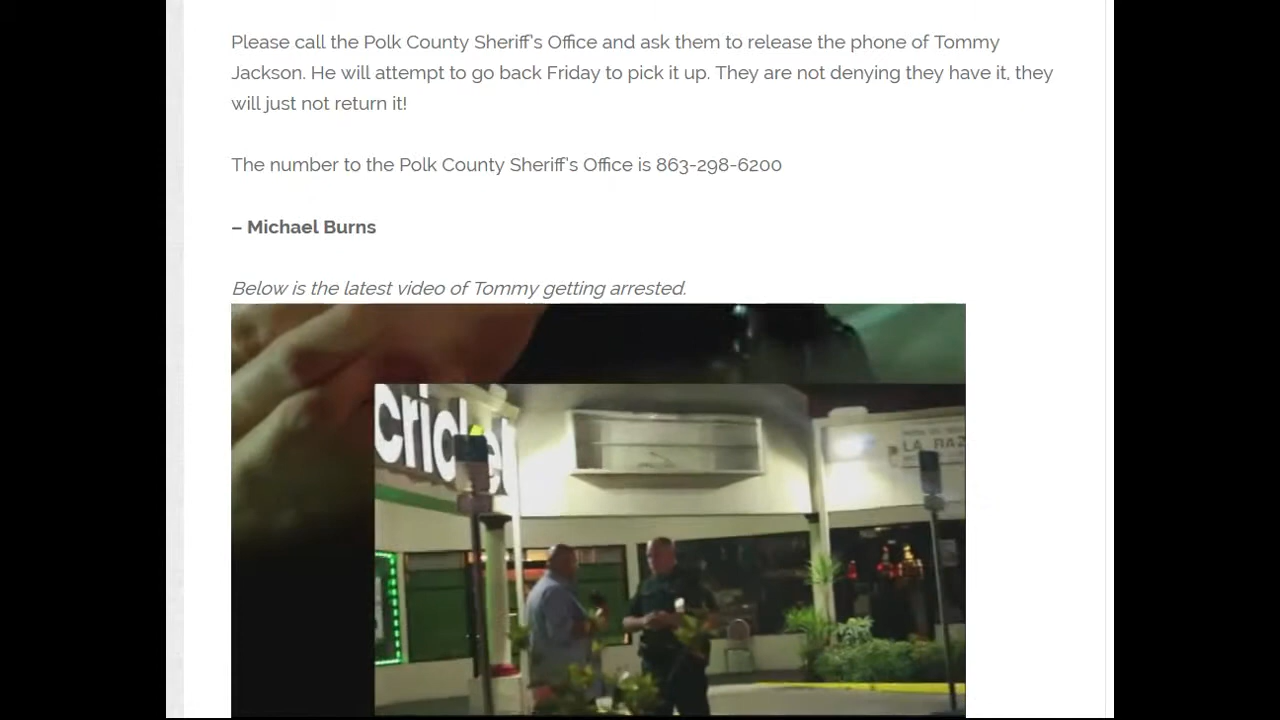 Please call the Polk County Sheriff's Office and ask them to release the phone of Tommy
Jackson. He will attempt to go back Friday to pick it up. They are not denying they have it, they
will just not return it!
The number to the Polk County Sheriff's Office is 863-298-6200
– Michael Burns
Below is the latest video of Tommy getting arrested.
cricket
LA RAZ